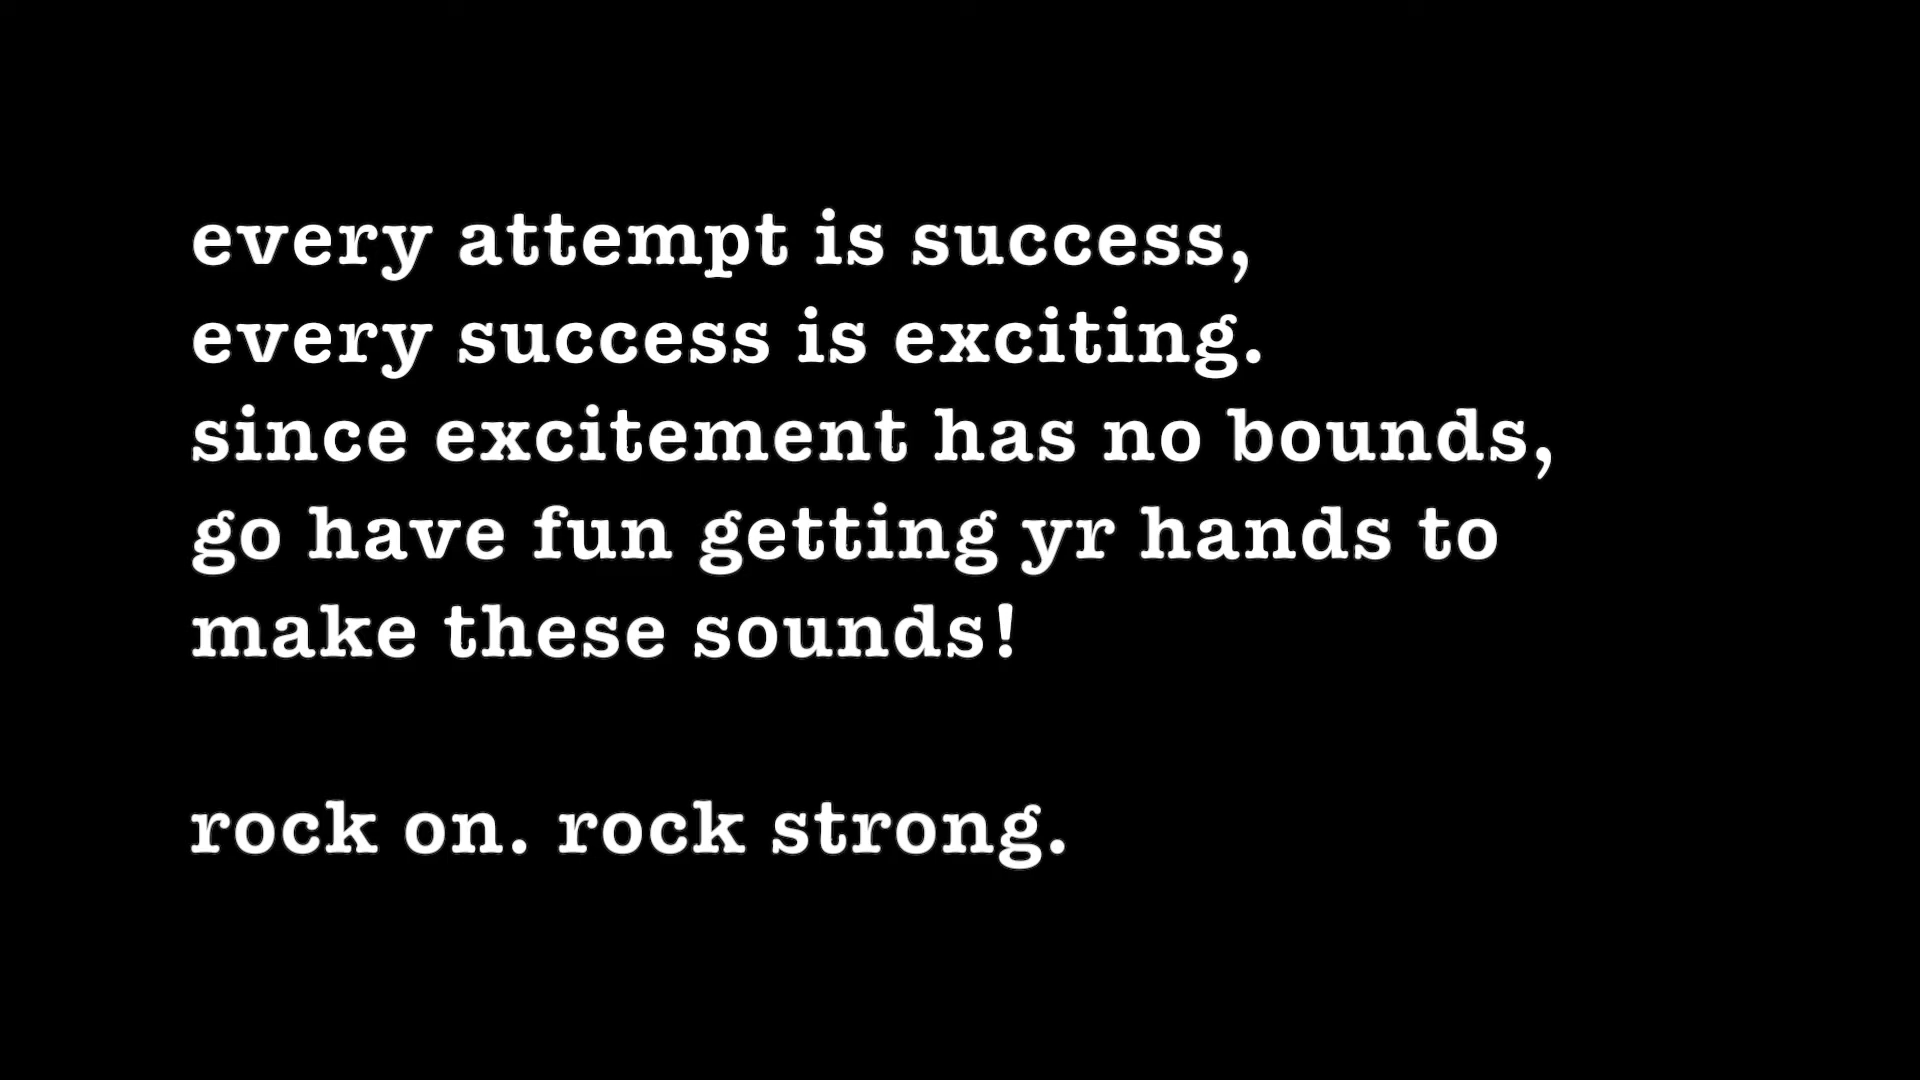 every attempt is success,
every success is exciting.
since excitement has no bounds,
go have fun getting yr hands to
make these sounds!
rock on. rock strong.